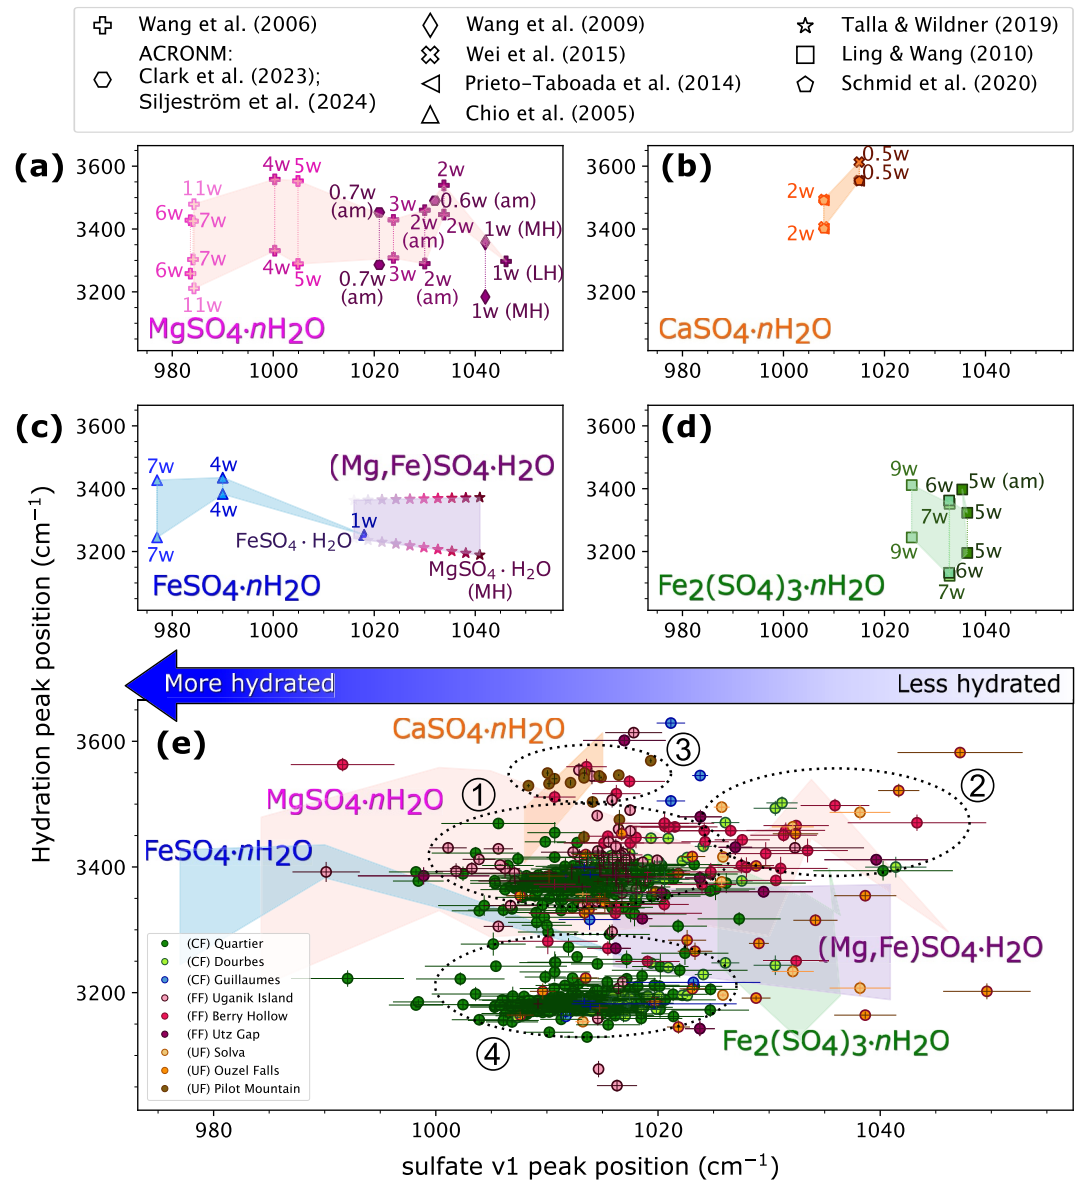 Wang et al. (2006)
ACRONM:
Clark et al. (2023);
Siljeström et al. (2024)
Wang et al. (2009)
Wei et al. (2015)
Prieto-Taboada et al. (2014)
Chio et al. (2005)
Talla & Wildner (2019)
Ling & Wang (2010)
Schmid et al. (2020)
(a)
3600
3400
3200
4w 5w
11w
6w 7w
7w
6w
11w
4w 5w
0.7w
(am)
0.7w
(am)
3w
3w
2w
0.6w (am)
2w
(am)
2w
2w
(am)
1w (MH)
1w (LH)
1w (MH)
MgSO4·nH2O
980 1000 1020 1040
(b)
0.5w
0.5w
2w
2w
CaSO4·nH2O
980 1000 1020 1040
(c)
3600
3400
3200
7w
4w
4w
7w
(Mg,Fe)SO4·H2O
1w
FeSO4 · H2O
MgSO4 · H2O
(MH)
FeSO4·nH2O
980 1000 1020 1040
(d)
9w
6w
5w (am)
7w
5w
9w
5w
6w
7w
Fe2(SO4)3·nH2O
980 1000 1020 1040
Hydration peak position (cm−1)
More hydrated
Less hydrated
(e)
3600
3400
3200
CaSO4·nH2O
MgSO4·nH2O
FeSO4·nH2O
(Mg,Fe)SO4·H2O
Fe2(SO4)3·nH2O
1
2
3
4
(CF) Quartier
(CF) Dourbes
(CF) Guillaumes
(FF) Uganik Island
(FF) Berry Hollow
(FF) Utz Gap
(UF) Solva
(UF) Ouzel Falls
(UF) Pilot Mountain
980 1000 1020 1040
sulfate v1 peak position (cm−1)